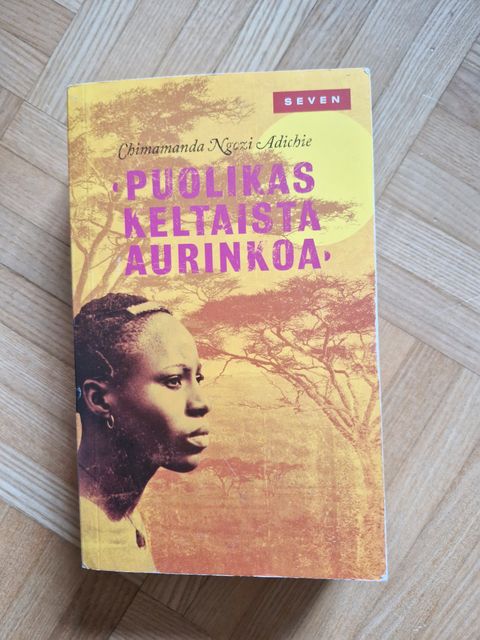 SEVEN
Chimamanda Ngozi Adichie
‹PUOLIKAS
KELTAISTA
AURINKOA›